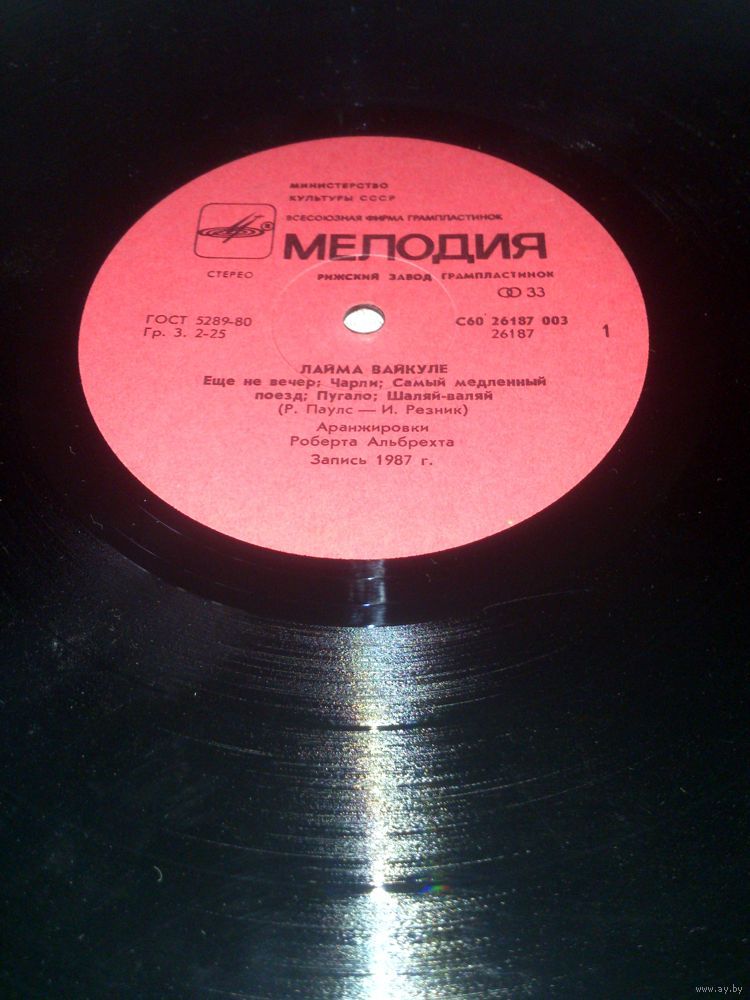 МИНИСТЕРСТВО
КУЛЬТУРЫ СССР
ВСЕСОЮЗНАЯ ФИРМА ГРАМПЛАСТИНОК
МЕЛОДИЯ
СТЕРЕО
РИЖСКИЙ ЗАВОД ГРАМПЛАСТИНОК
33
ГОСТ 5289-80
Гр. 3. 2-25
С60 26187 003
26187
1
ЛАЙМА ВАЙКУЛЕ
Еще не вечер; Чарли; Самый медленный
поезд; Пугало; Шаляй-валяй
(Р. Паулс — И. Резник)
Аранжировки
Роберта Альбрехта
Запись 1987 г.
www.ay.by